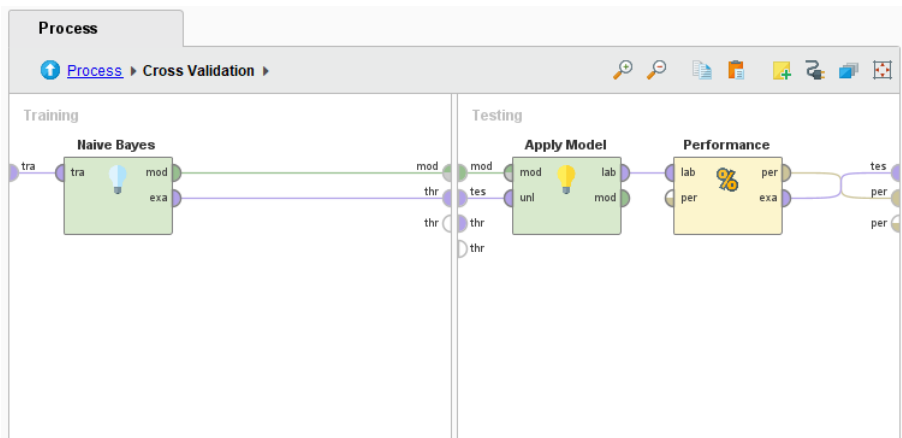 Process
Process Cross Validation
Training
Naive Bayes
tra
tra
mod
exa
mod
thr
thr
Testing
Apply Model
Performance
mod
tes
thr
thr
mod
unl
lab
mod
lab
per
%
per
exa
tes
per
per